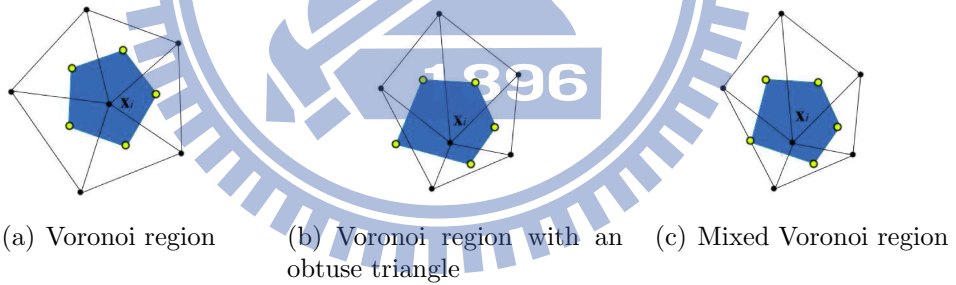 1896
x_i
x_i
x_i
(a) Voronoi region
(b) Voronoi region with an obtuse triangle
(c) Mixed Voronoi region